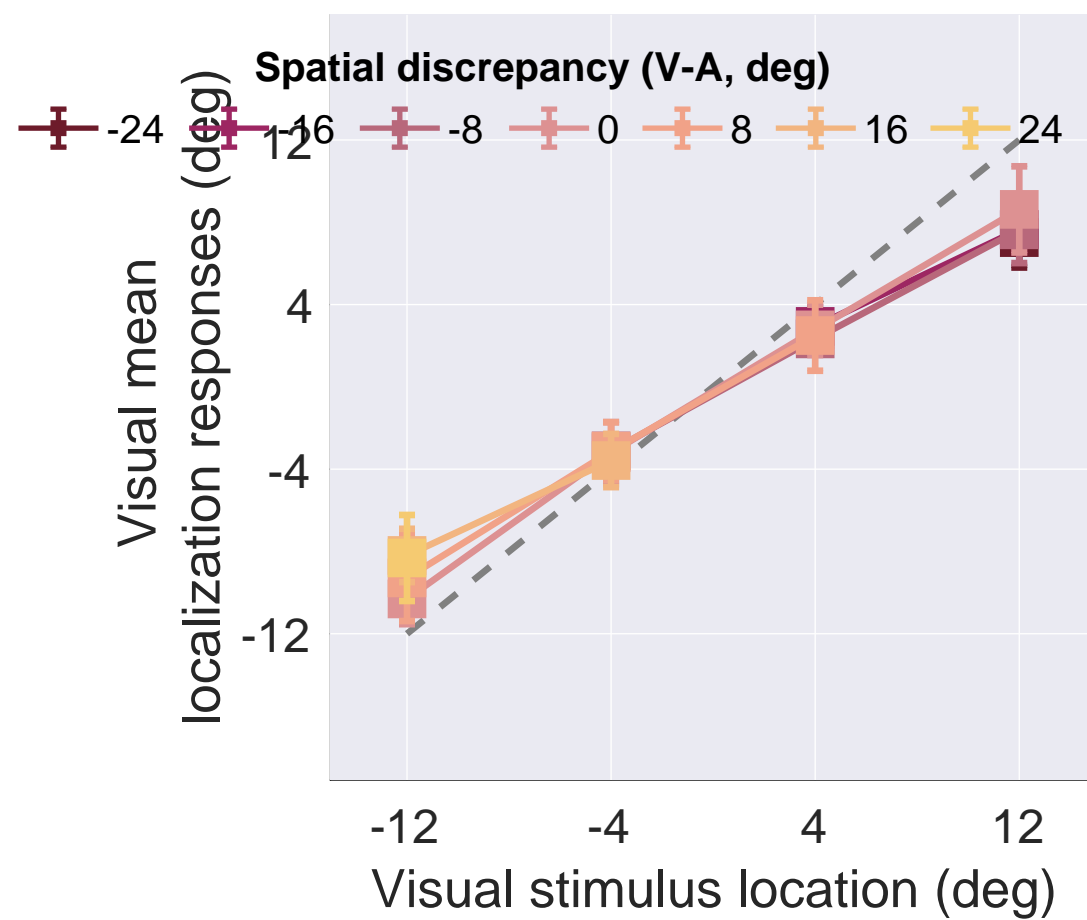 Spatial discrepancy (V-A, deg)
-24 -16 -8 0 8 16 24
Visual mean
localization responses (deg)
12
4
-4
-12
-12 -4 4 12
Visual stimulus location (deg)